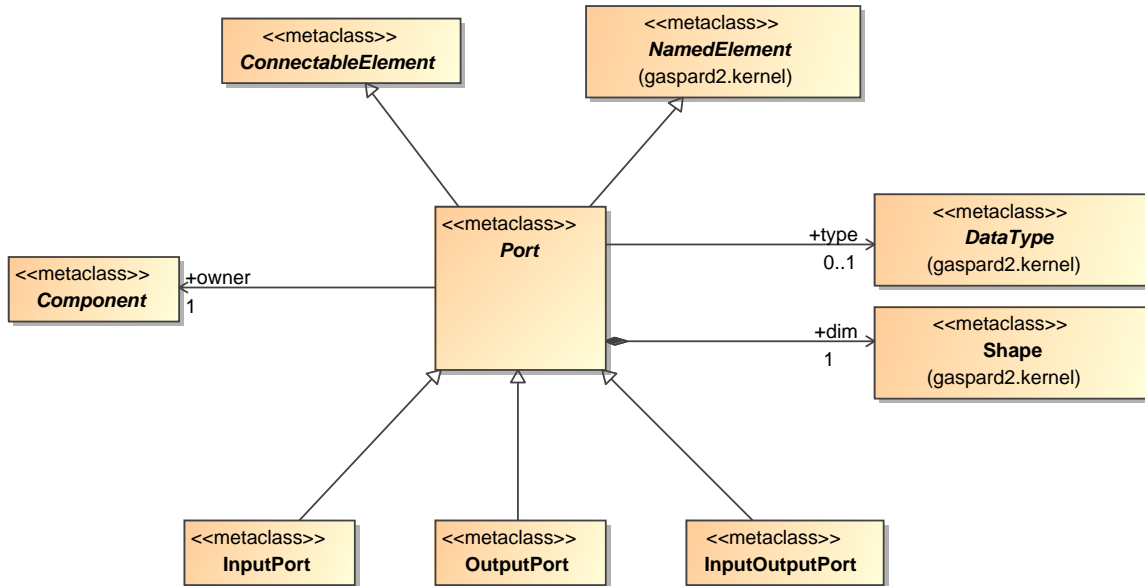 <<metaclass>>
ConnectableElement
<<metaclass>>
NamedElement
(gaspard2.kernel)
<<metaclass>>
Port
+type
0..1
<<metaclass>>
DataType
(gaspard2.kernel)
<<metaclass>>
Component
+owner
1
+dim
1
<<metaclass>>
Shape
(gaspard2.kernel)
<<metaclass>>
InputPort
<<metaclass>>
OutputPort
<<metaclass>>
InputOutputPort